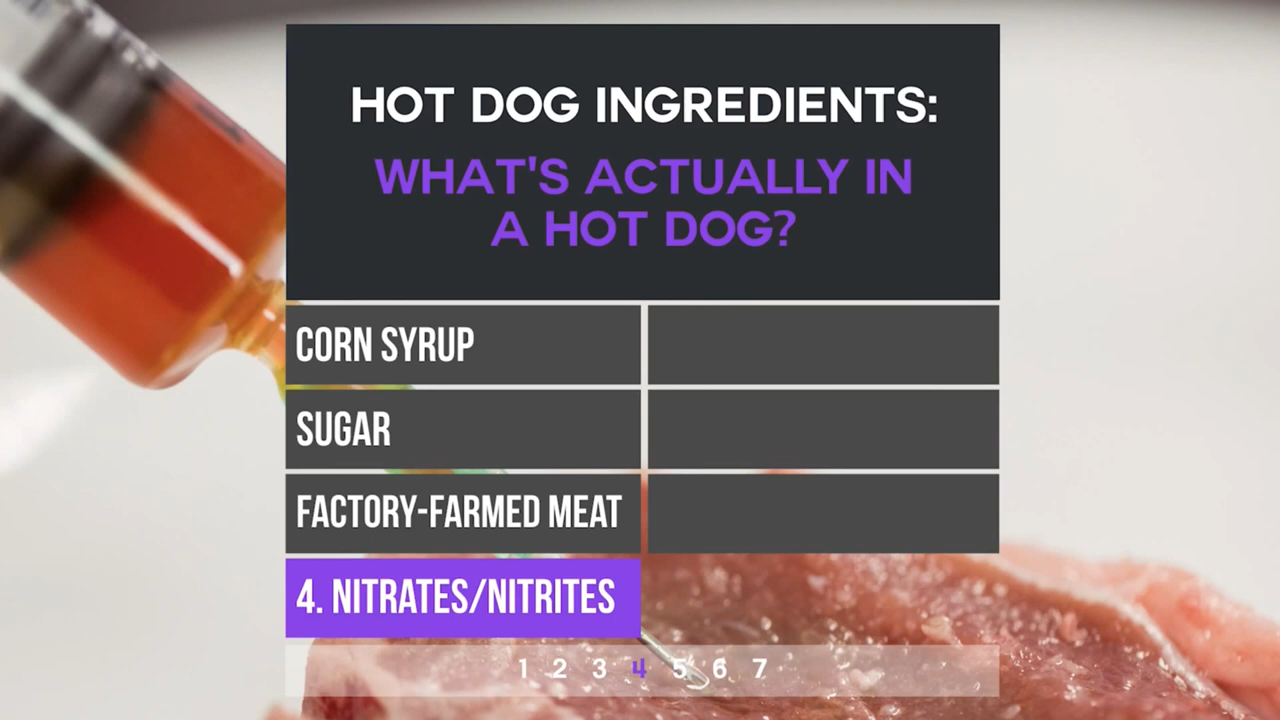 HOT DOG INGREDIENTS:
WHAT'S ACTUALLY IN
A HOT DOG?
CORN SYRUP
SUGAR
FACTORY-FARMED MEAT
4. NITRATES/NITRITES
1 2 3 4 5 6 7